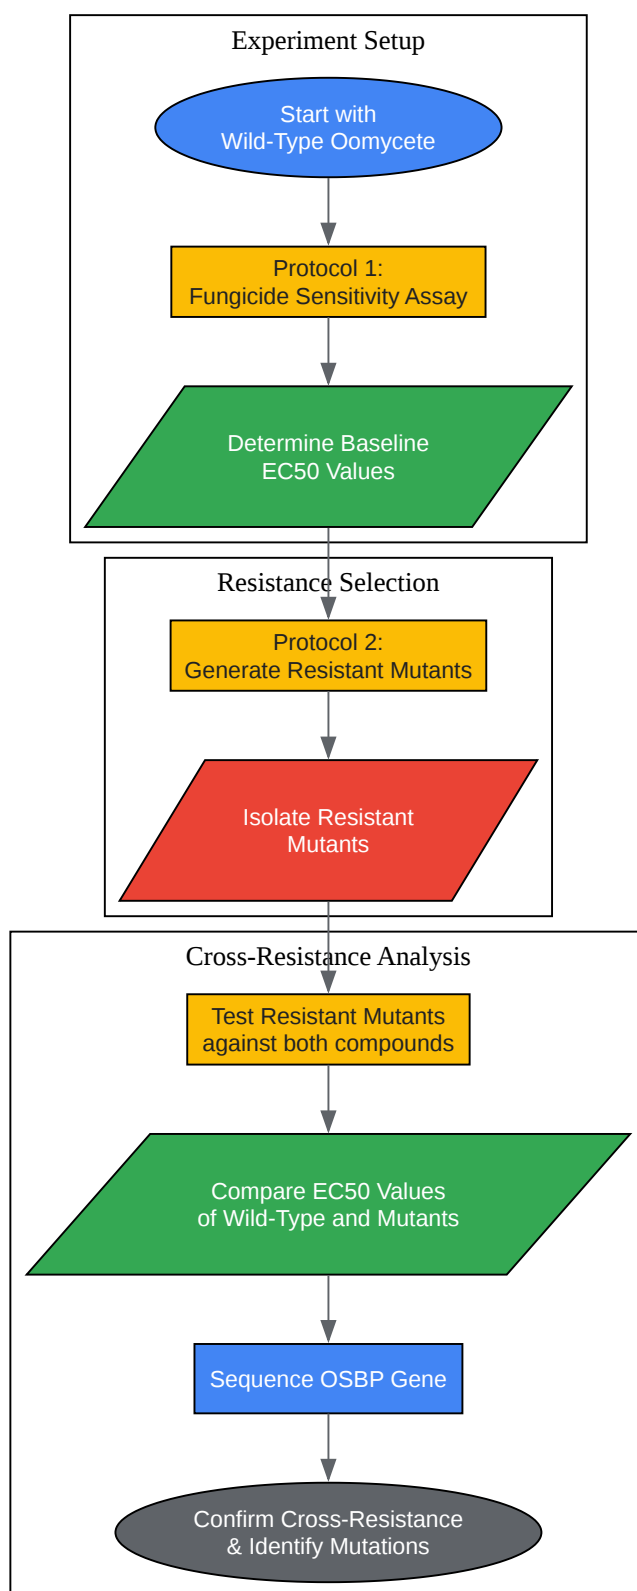 Experiment Setup
Start with
Wild-Type Oomycete
Protocol 1:
Fungicide Sensitivity Assay
Determine Baseline
EC50 Values
Resistance Selection
Protocol 2:
Generate Resistant Mutants
Isolate Resistant
Mutants
Cross-Resistance Analysis
Test Resistant Mutants
against both compounds
Compare EC50 Values
of Wild-Type and Mutants
Sequence OSBP Gene
Confirm Cross-Resistance
& Identify Mutations